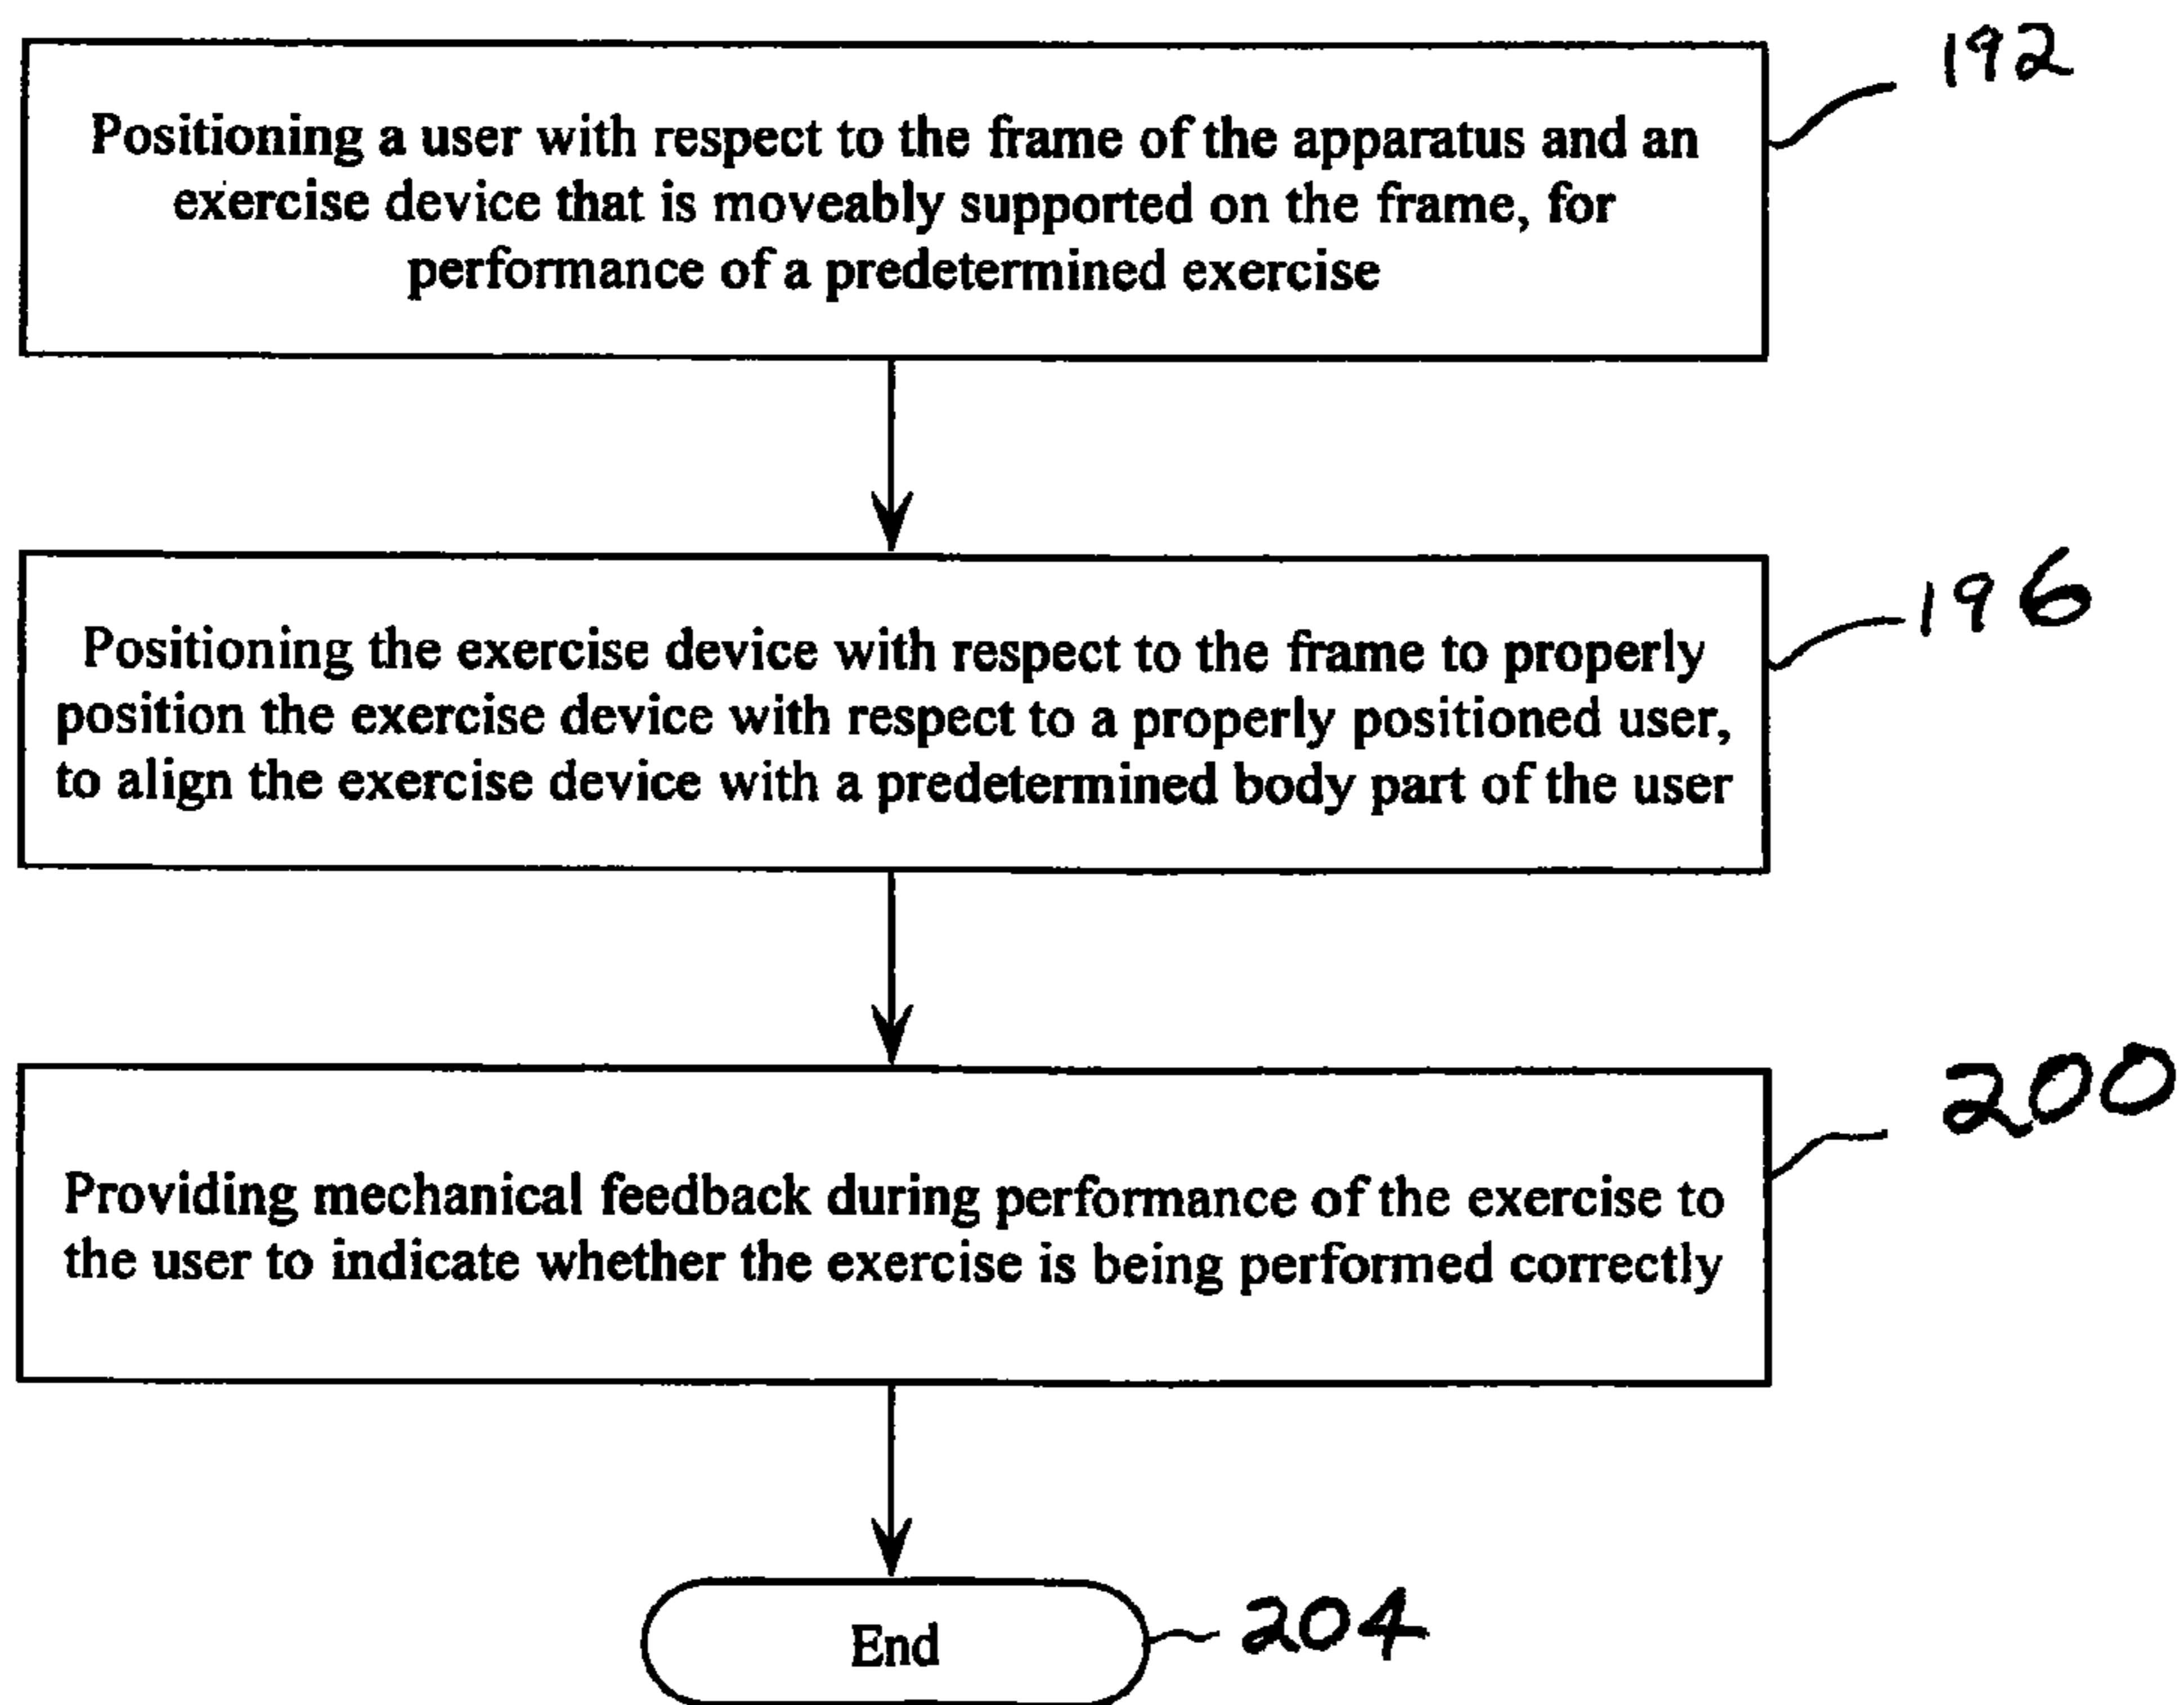 192
Positioning a user with respect to the frame of the apparatus and an
exercise device that is moveably supported on the frame, for
performance of a predetermined exercise
196
Positioning the exercise device with respect to the frame to properly
position the exercise device with respect to a properly positioned user,
to align the exercise device with a predetermined body part of the user
200
Providing mechanical feedback during performance of the exercise to
the user to indicate whether the exercise is being performed correctly
End
204